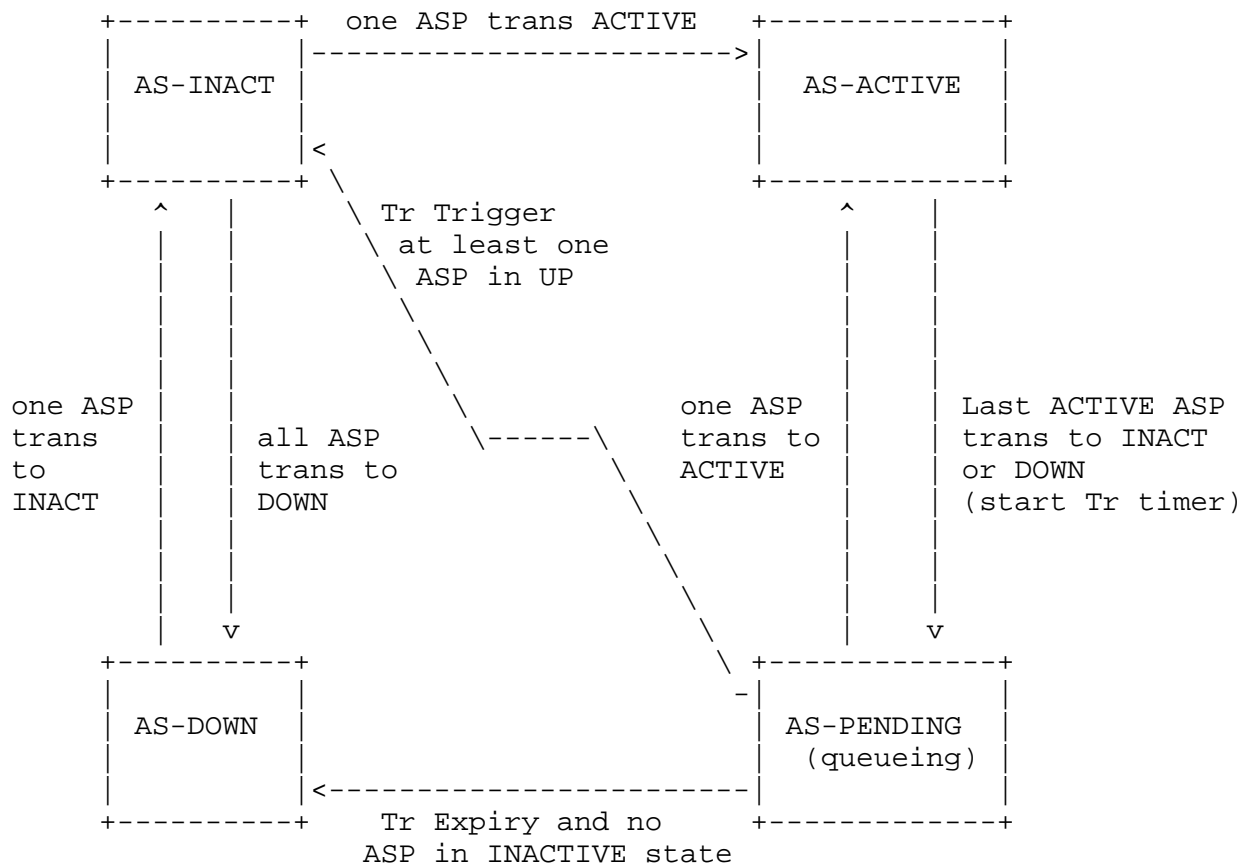 one ASP trans ACTIVE
AS-INACT
AS-ACTIVE
Tr Trigger
at least one
ASP in UP
one ASP
trans
to
INACT
all ASP
trans to
DOWN
one ASP
trans to
ACTIVE
Last ACTIVE ASP
trans to INACT
or DOWN
(start Tr timer)
AS-DOWN
AS-PENDING
(queueing)
Tr Expiry and no
ASP in INACTIVE state